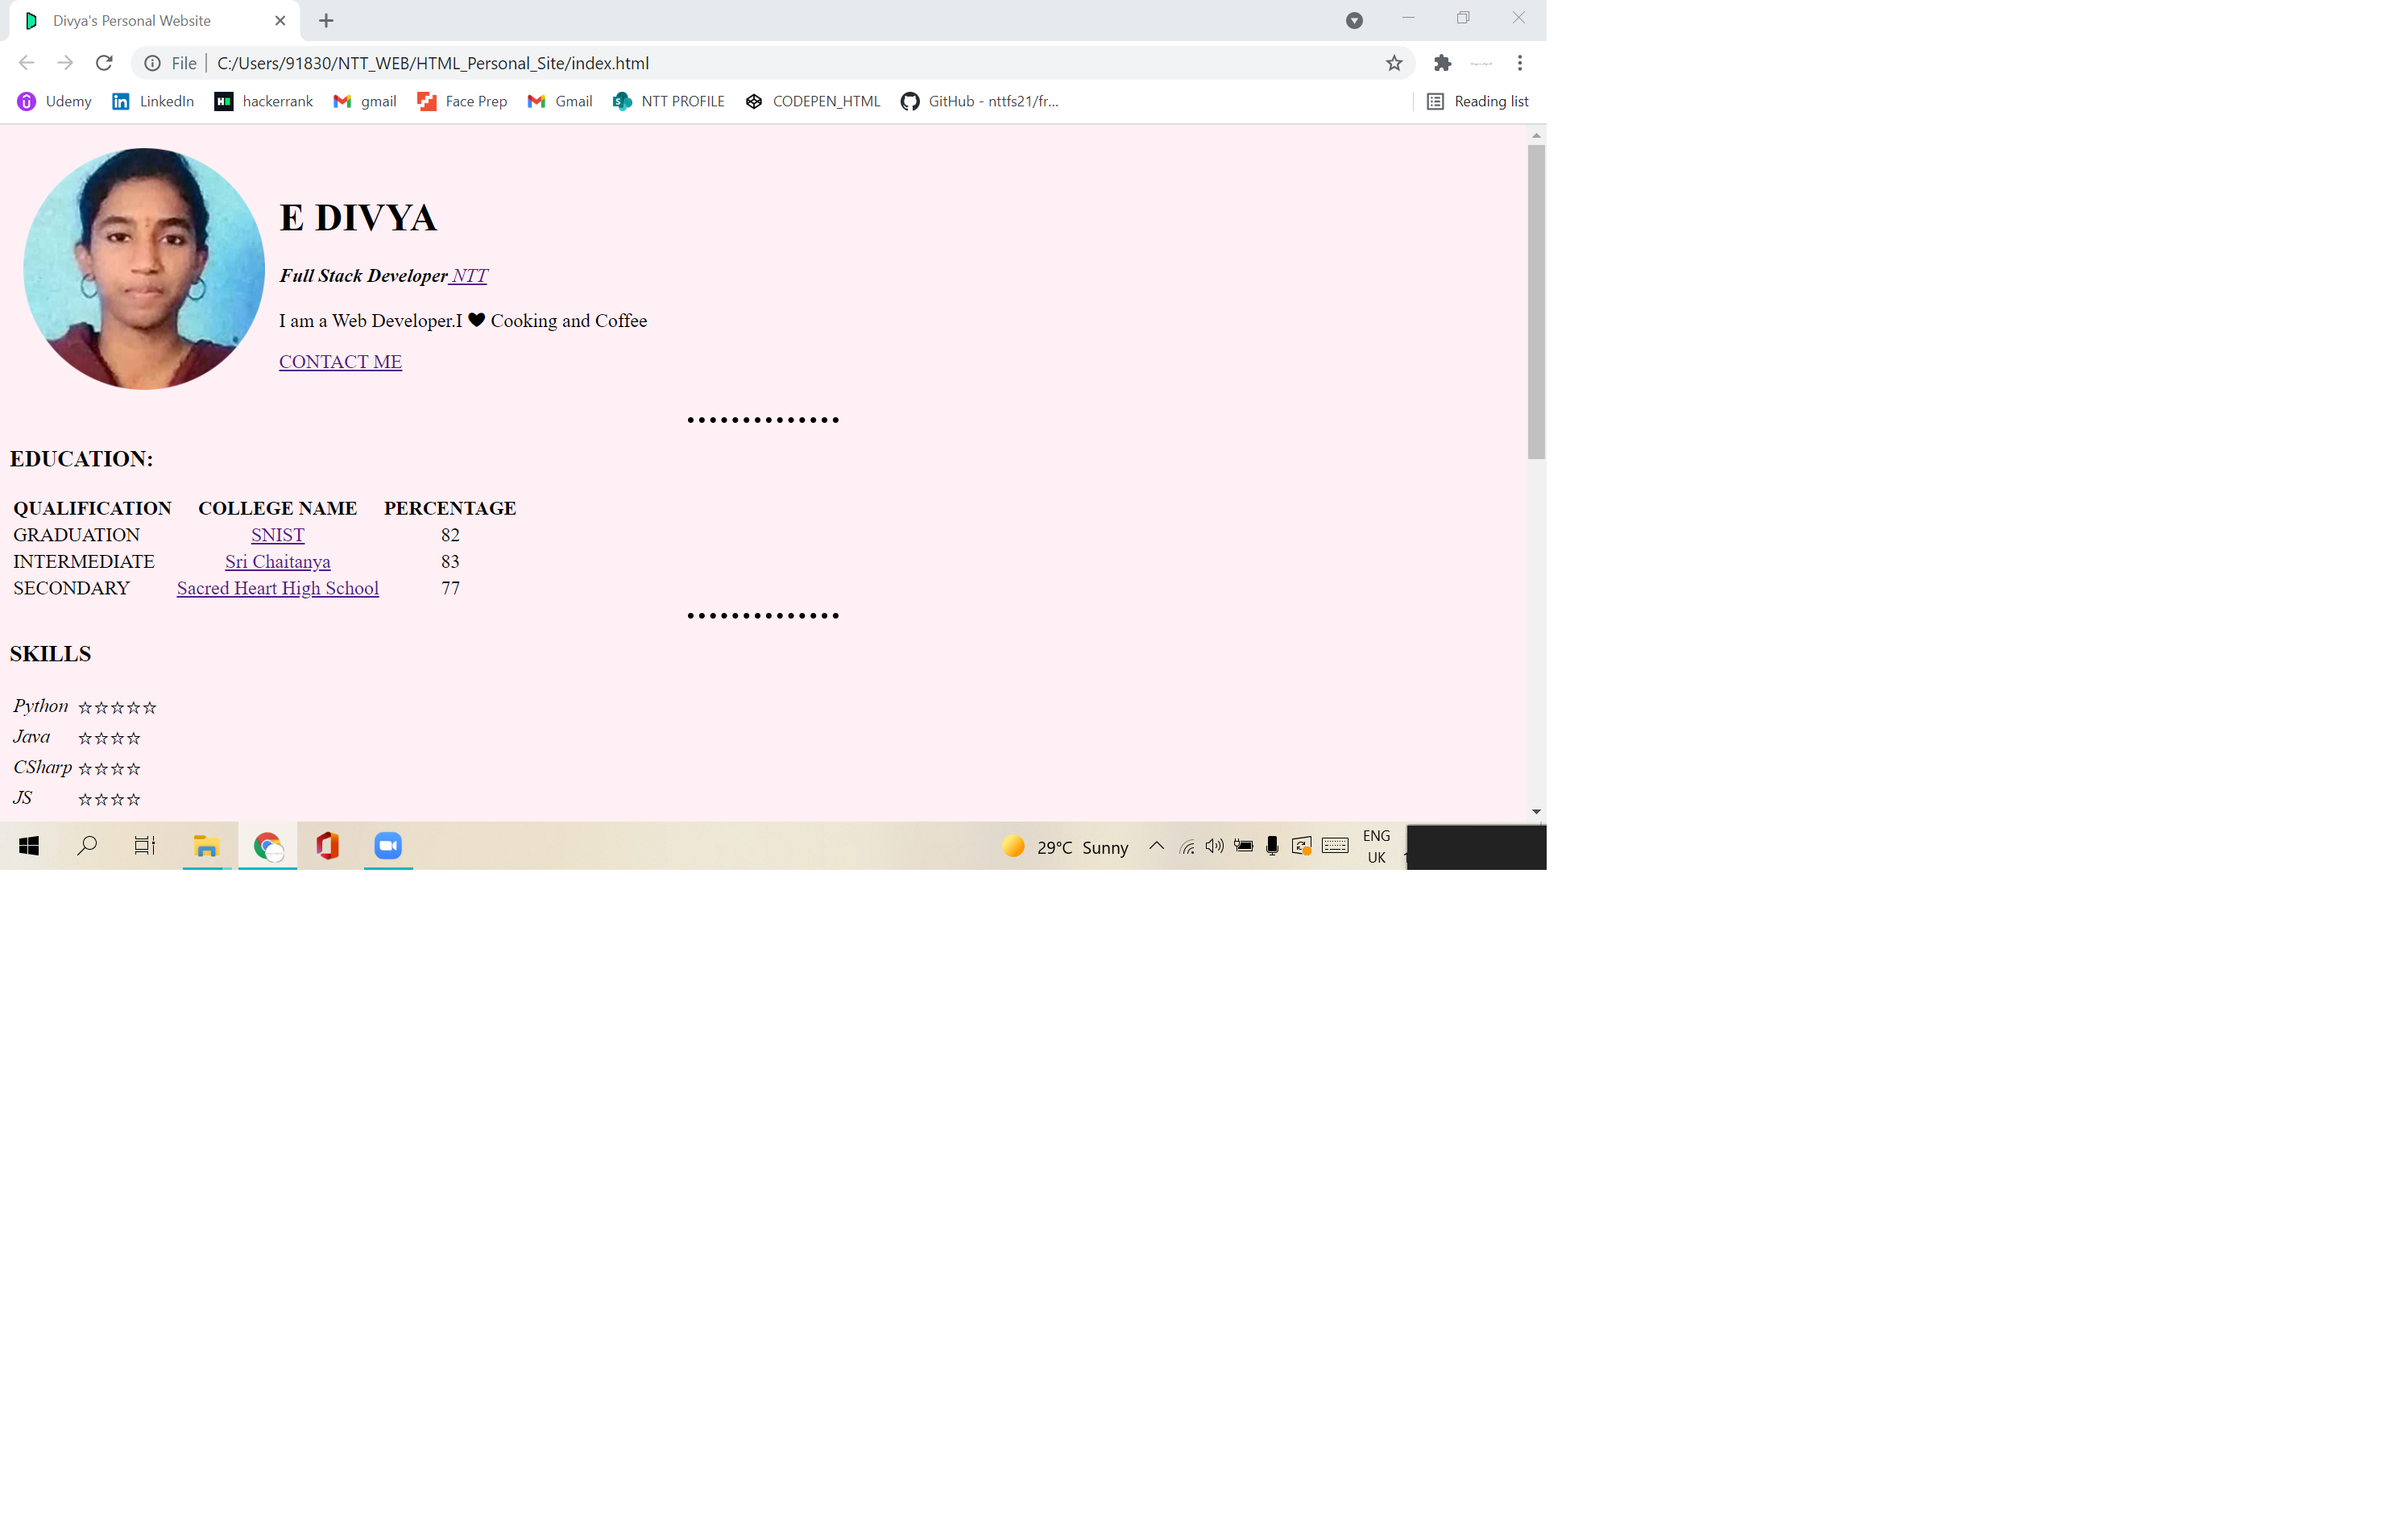 Divya's Personal Website
File C:/Users/91830/NTT_WEB/HTML_Personal_Site/index.html
Udemy LinkedIn hackerrank gmail Face Prep Gmail NTT PROFILE CODEPEN_HTML GitHub - nttfs21/fr... Reading list
E DIVYA
Full Stack Developer NTT
I am a Web Developer.I ♥ Cooking and Coffee
CONTACT ME
EDUCATION:
QUALIFICATION COLLEGE NAME PERCENTAGE
GRADUATION SNIST 82
INTERMEDIATE Sri Chaitanya 83
SECONDARY Sacred Heart High School 77
SKILLS
Python ☆☆☆☆☆
Java ☆☆☆☆
CSharp ☆☆☆☆
JS ☆☆☆☆
29°C Sunny
ENG
UK